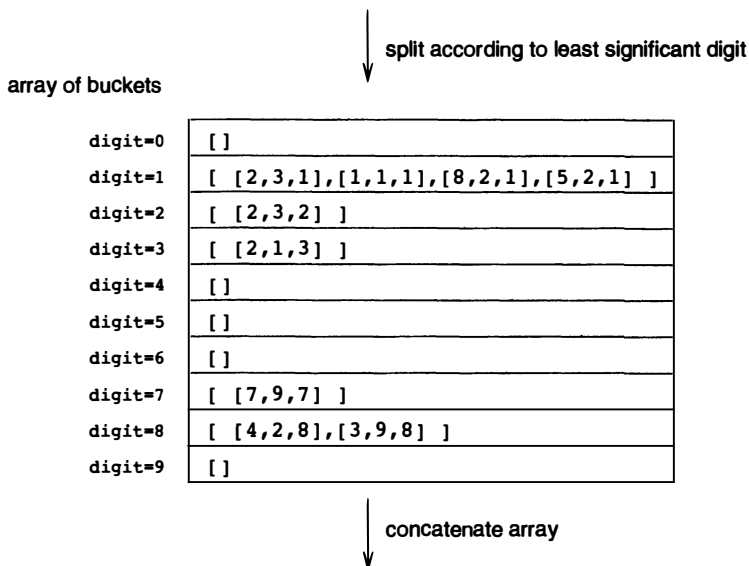 split according to least significant digit
array of buckets
digit=0 []
digit=1 [ [2,3,1],[1,1,1],[8,2,1],[5,2,1] ]
digit=2 [ [2,3,2] ]
digit=3 [ [2,1,3] ]
digit=4 []
digit=5 []
digit=6 []
digit=7 [ [7,9,7] ]
digit=8 [ [4,2,8],[3,9,8] ]
digit=9 []
concatenate array